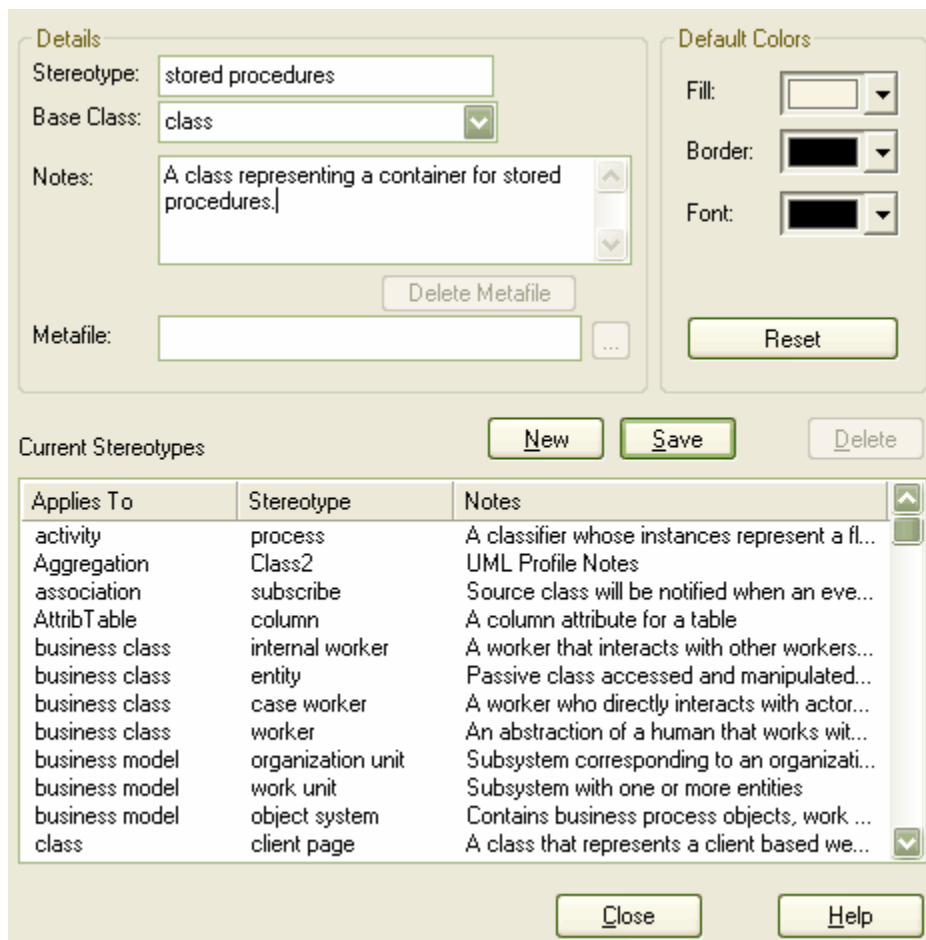 Details
Default Colors
Stereotype: stored procedures
Fill:
Base Class: class
Border:
Notes: A class representing a container for stored
procedures.
Font:
Delete Metafile
Metafile: ...
Reset
Current Stereotypes New Save Delete
Applies To Stereotype Notes
activity process A classifier whose instances represent a fl...
Aggregation Class2 UML Profile Notes
association subscribe Source class will be notified when an eve...
AttribTable column A column attribute for a table
business class internal worker A worker that interacts with other workers...
business class entity Passive class accessed and manipulated...
business class case worker A worker who directly interacts with actor...
business class worker An abstraction of a human that works wit...
business model organization unit Subsystem corresponding to an organizati...
business model work unit Subsystem with one or more entities
business model object system Contains business process objects, work ...
class client page A class that represents a client based we...
Close Help